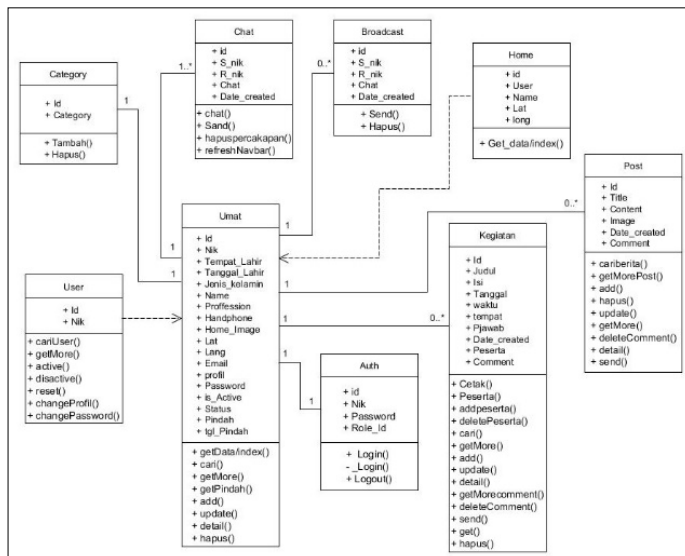 Category
+ Id
+ Category
+ Tambah()
+ Hapus()
1
Chat
+ id
+ S_nik
+ R_nik
+ Chat
+ Date_created
+ chat()
+ Sand()
+ hapuspercakapan()
+ refreshNavbar()
1..*
Broadcast
+ id
+ S_nik
+ R_nik
+ Chat
+ Date_created
+ Send()
+ Hapus()
0..*
Home
+ id
+ User
+ Name
+ Lat
+ long
+ Get_data/index()
Post
+ Id
+ Title
+ Content
+ Image
+ Date_created
+ Comment
+ cariberita()
+ getMorePost()
+ add()
+ hapus()
+ update()
+ getMore()
+ deleteComment()
+ detail()
+ send()
0..*
User
+ Id
+ Nik
+ cariUser()
+ getMore()
+ active()
+ disactive()
+ reset()
+ changeProfil()
+ changePassword()
1
1
Umat
+ Id
+ Nik
+ Tempat_Lahir
+ Tanggal_Lahir
+ Jenis_kelamin
+ Name
+ Proffession
+ Handphone
+ Home_Image
+ Lat
+ Lang
+ Email
+ profil
+ Password
+ is_Active
+ Status
+ Pindah
+ tgl_Pindah
+ getData/index()
+ cari()
+ getMore()
+ getPindah()
+ add()
+ update()
+ detail()
+ hapus()
1
1
1
1
Auth
+ id
+ Nik
+ Password
+ Role_Id
+ Login()
- _Login()
+ Logout()
1
Kegiatan
+ Id
+ Judul
+ Isi
+ Tanggal
+ waktu
+ tempat
+ Pjawab
+ Date_created
+ Peserta
+ Comment
+ Cetak()
+ Peserta()
+ addpeserta()
+ deletePeserta()
+ cari()
+ getMore()
+ add()
+ update()
+ detail()
+ getMorecomment()
+ deleteComment()
+ send()
+ get()
+ hapus()
0..*